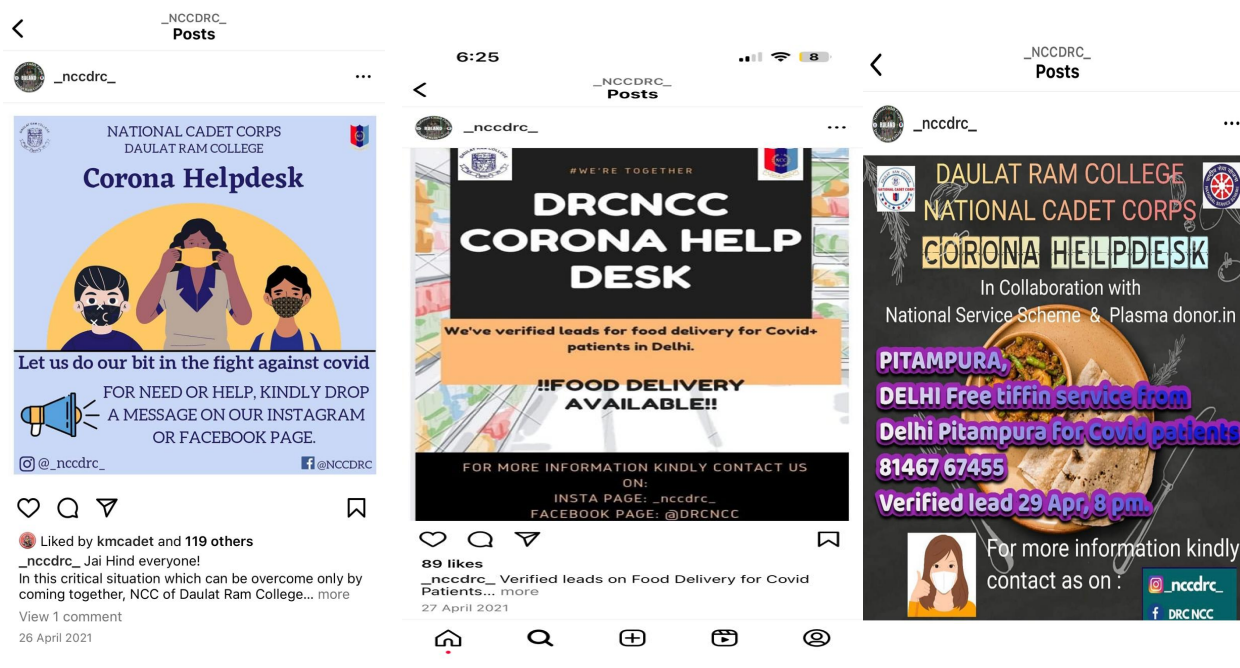 _NCCDRC_
Posts
_nccdrc_
NATIONAL CADET CORPS
DAULAT RAM COLLEGE
Corona Helpdesk
Let us do our bit in the fight against covid
FOR NEED OR HELP, KINDLY DROP
A MESSAGE ON OUR INSTAGRAM
OR FACEBOOK PAGE.
@_nccdrc_
@NCCDRC
Liked by kmcadet and 119 others
_nccdrc_ Jai Hind everyone!
In this critical situation which can be overcome only by
coming together, NCC of Daulat Ram College... more
View 1 comment
26 April 2021
6:25
8
_NCCDRC_
Posts
_nccdrc_
NCC
#WE'RE TOGETHER
DRCNCC
CORONA HELP
DESK
We've verified leads for food delivery for Covid+
patients in Delhi.
!!FOOD DELIVERY
AVAILABLE!!
FOR MORE INFORMATION KINDLY CONTACT US
ON:
INSTA PAGE: _nccdrc_
FACEBOOK PAGE: @DRCNCC
89 likes
_nccdrc_ Verified leads on Food Delivery for Covid
Patients... more
27 April 2021
_NCCDRC_
Posts
_nccdrc_
DAULAT RAM COLLEGE
NATIONAL CADET CORPS
CORONA HELPDESK
In Collaboration with
National Service Scheme & Plasma donor.in
PITAMPURA,
DELHI Free tiffin service from
Delhi Pitampura for Covid patients
81467 67455
Verified lead 29 Apr, 8 pm.
For more information kindly
contact as on :
_nccdrc_
DRC NCC